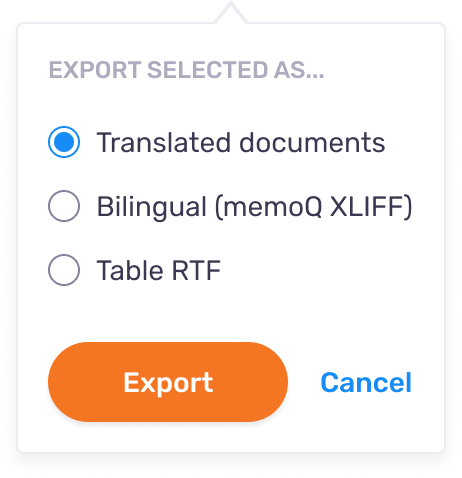 EXPORT SELECTED AS...
Translated documents
Bilingual (memoQ XLIFF)
Table RTF
Export
Cancel